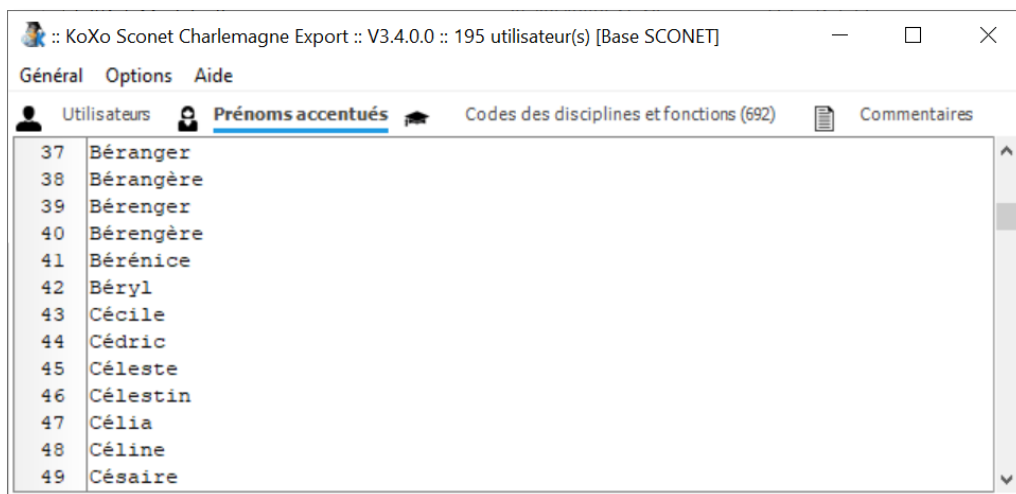 :: KoXo Sconet Charlemagne Export :: V3.4.0.0 :: 195 utilisateur(s) [Base SCONET]
Général Options Aide
Utilisateurs Prénoms accentués Codes des disciplines et fonctions (692) Commentaires
37 Béranger
38 Bérangère
39 Bérenger
40 Bérengère
41 Bérénice
42 Béryl
43 Cécile
44 Cédric
45 Céleste
46 Célestin
47 Célia
48 Céline
49 Césaire